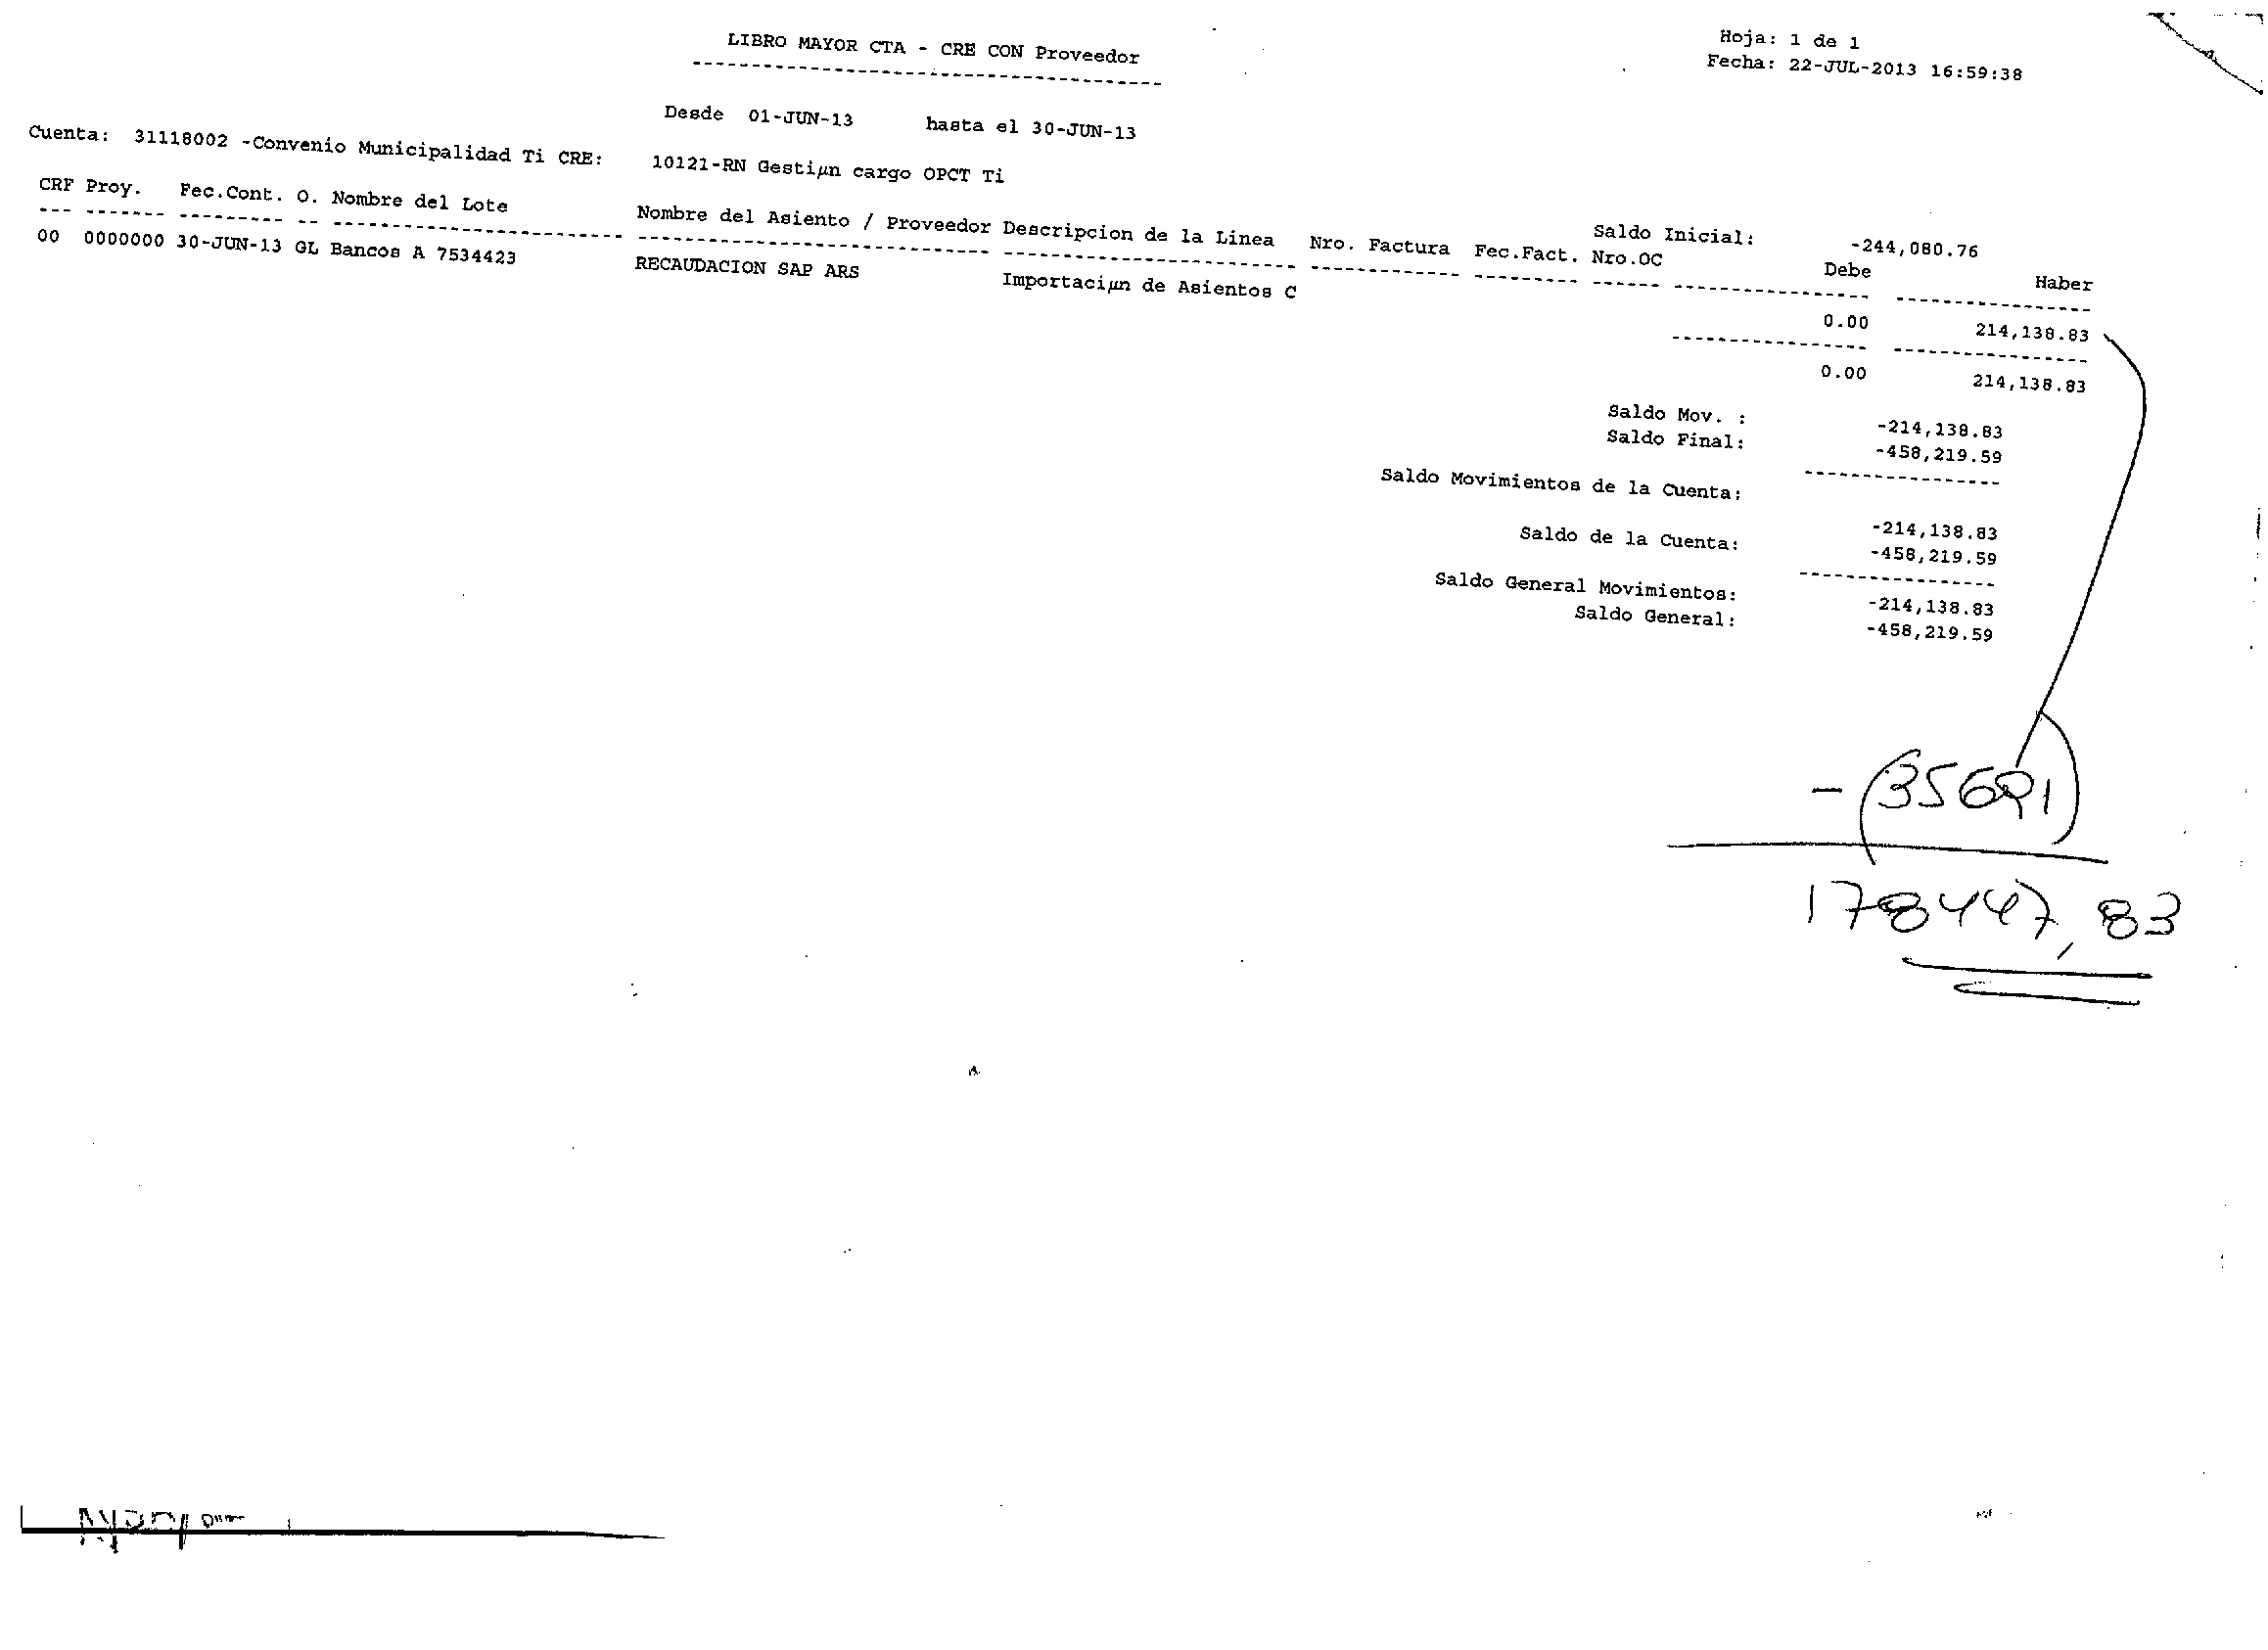 LIBRO MAYOR CTA - CRE CON Proveedor
Hoja: 1 de 1
Fecha: 22-JUL-2013 16:59:38
Desde 01-JUN-13 hasta el 30-JUN-13
Cuenta: 31118002 -Convenio Municipalidad Ti CRE: 10121-RN Gestiµn cargo OPCT Ti
Saldo Inicial: -244,080.76
CRF Proy. Fec.Cont. O. Nombre del Lote Nombre del Asiento / Proveedor Descripcion de la Linea Nro. Factura Fec.Fact. Nro.OC Debe Haber
00 0000000 30-JUN-13 GL Bancos A 7534423 RECAUDACION SAP ARS Importaciµn de Asientos C 0.00 214,138.83
0.00 214,138.83
Saldo Mov. : -214,138.83
Saldo Final: -458,219.59
Saldo Movimientos de la Cuenta: -214,138.83
Saldo de la Cuenta: -458,219.59
Saldo General Movimientos: -214,138.83
Saldo General: -458,219.59
- (35691)
178447,83